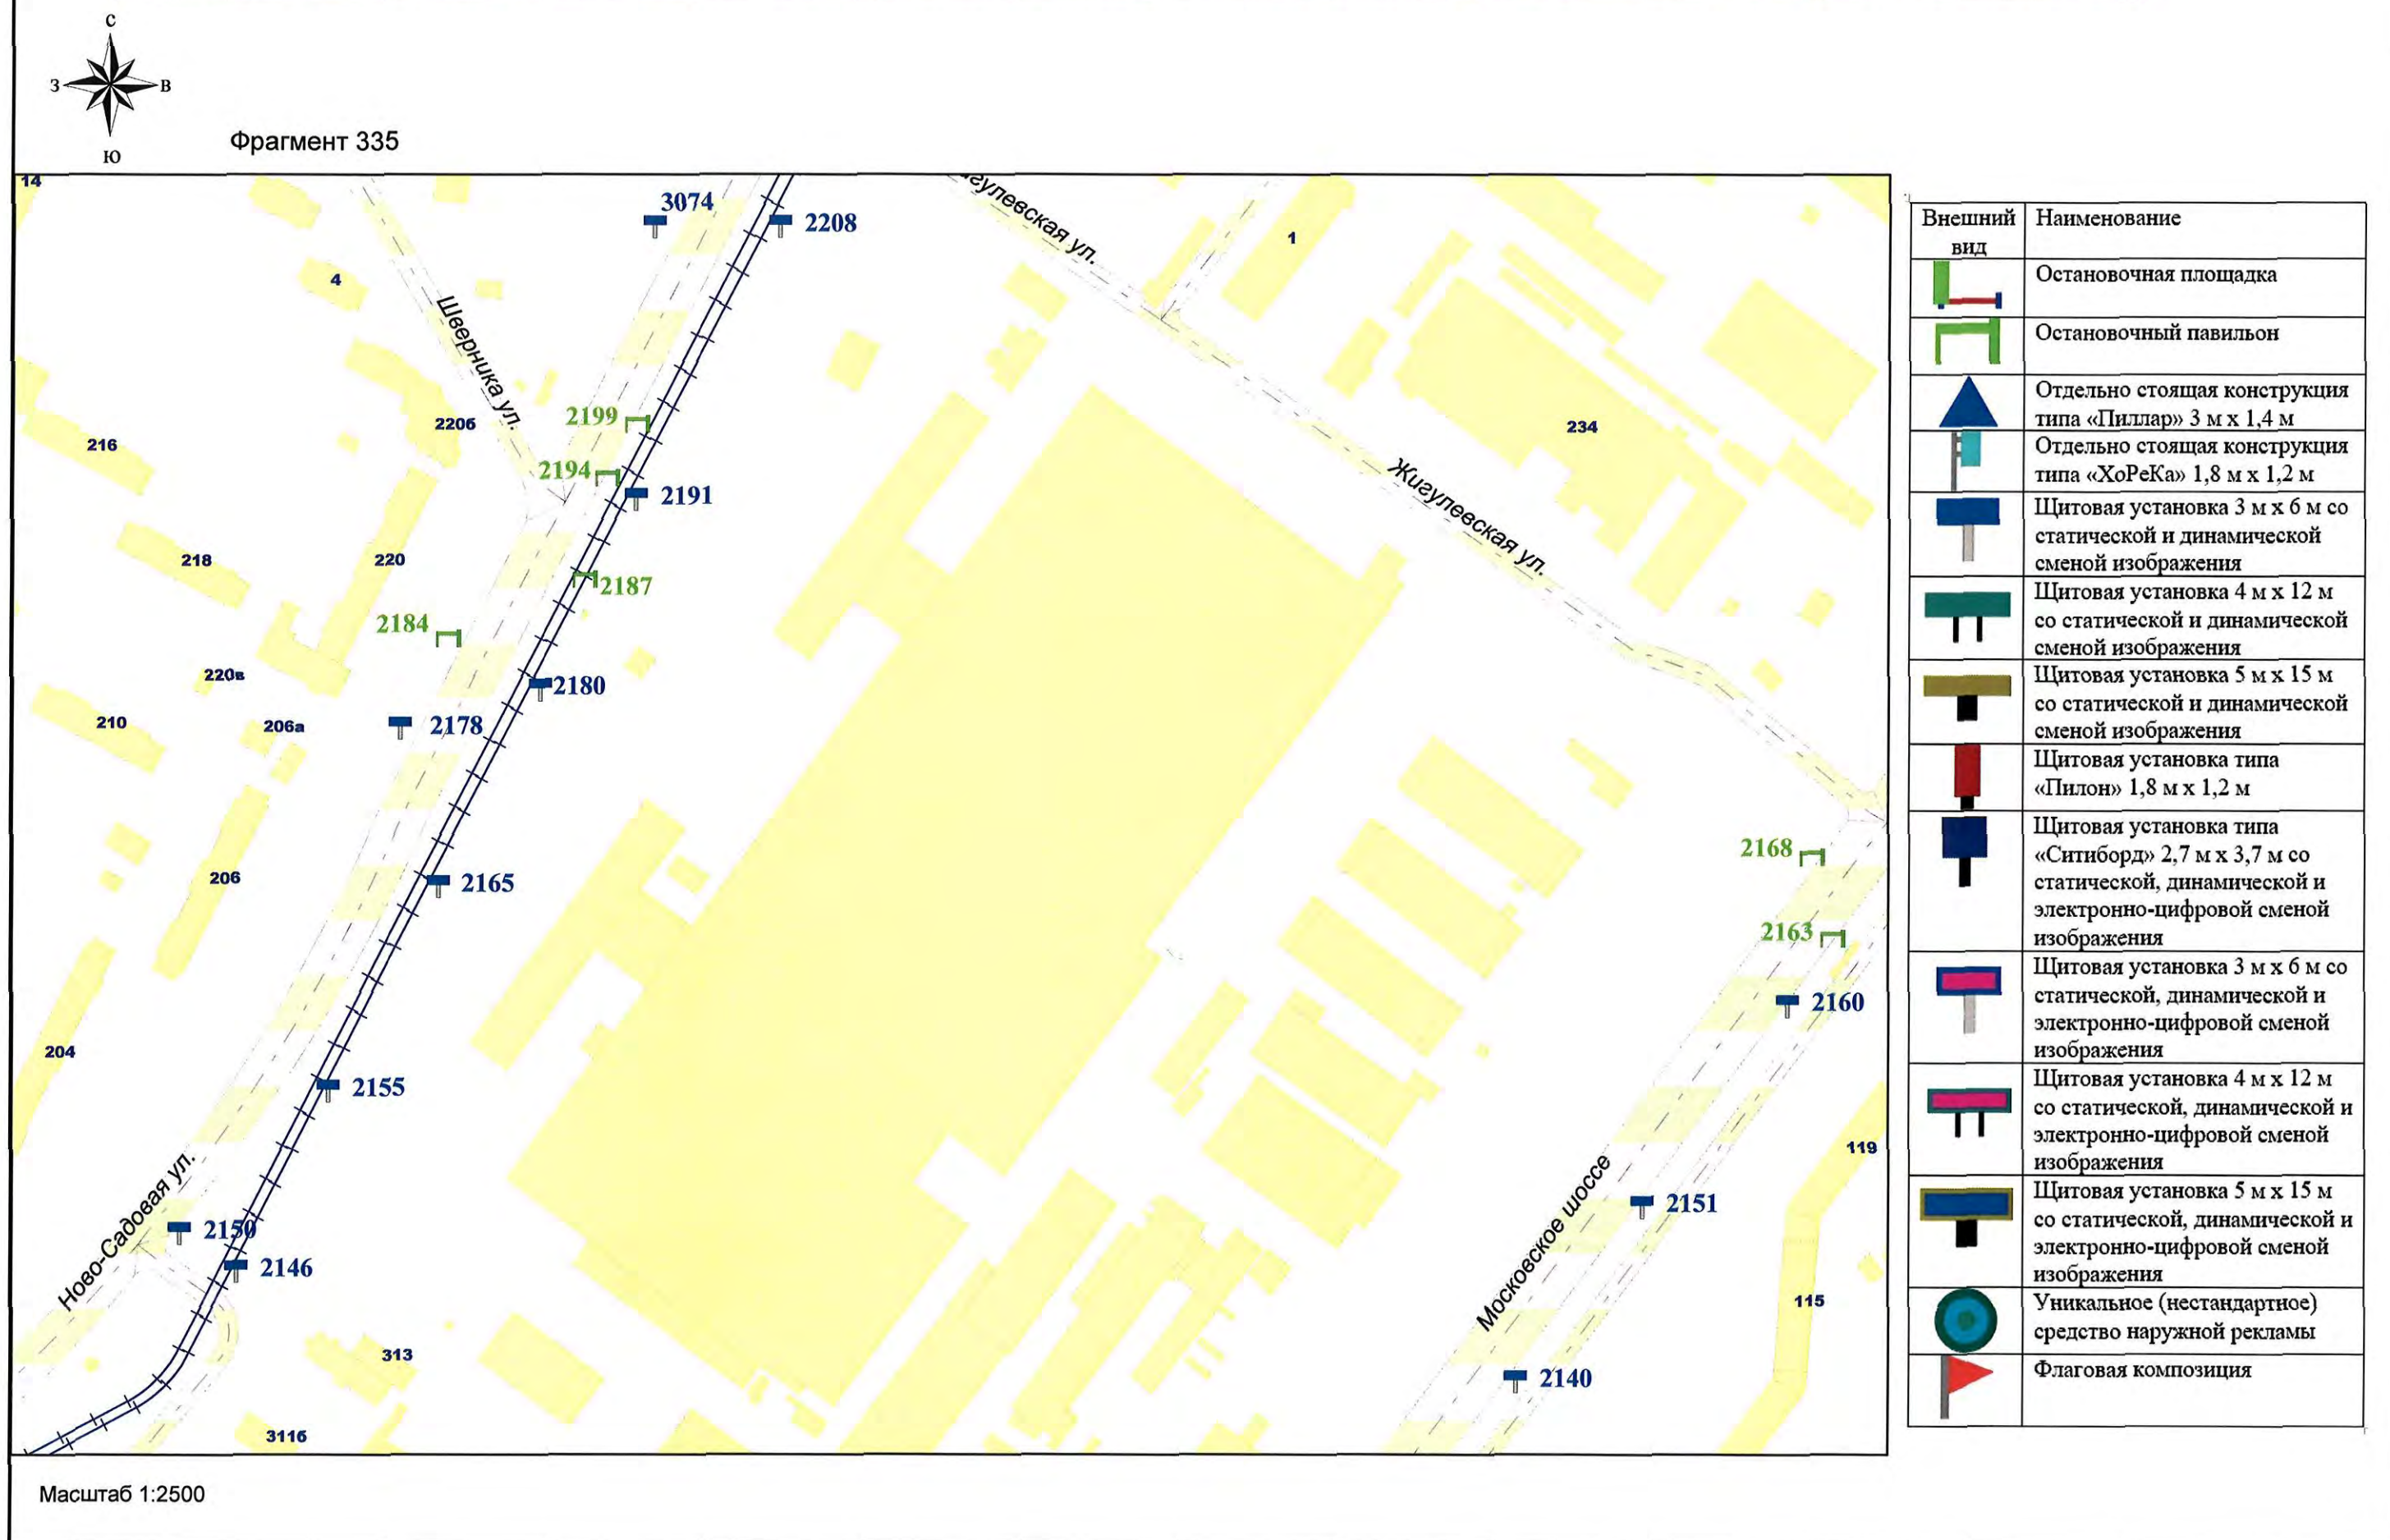 С
З
В
Ю
Фрагмент 335
14
3074
2208
Жигулевская ул.
1
4
Шверника ул.
2199
220б
234
216
2194
2191
Жигулевская ул.
218
220
2187
2184
220в
2180
210
206а
2178
2168
206
2165
2163
2160
204
2155
119
Ново-Садовая ул.
2150
2151
2146
Московское шоссе
115
313
2140
311б
Масштаб 1:2500
Внешний вид
Наименование
Остановочная площадка
Остановочный павильон
Отдельно стоящая конструкция
типа «Пиллар» 3 м х 1,4 м
Отдельно стоящая конструкция
типа «ХоРеКа» 1,8 м х 1,2 м
Щитовая установка 3 м х 6 м со
статической и динамической
сменой изображения
Щитовая установка 4 м х 12 м
со статической и динамической
сменой изображения
Щитовая установка 5 м х 15 м
со статической и динамической
сменой изображения
Щитовая установка типа
«Пилон» 1,8 м х 1,2 м
Щитовая установка типа
«Ситиборд» 2,7 м х 3,7 м со
статической, динамической и
электронно-цифровой сменой
изображения
Щитовая установка 3 м х 6 м со
статической, динамической и
электронно-цифровой сменой
изображения
Щитовая установка 4 м х 12 м
со статической, динамической и
электронно-цифровой сменой
изображения
Щитовая установка 5 м х 15 м
со статической, динамической и
электронно-цифровой сменой
изображения
Уникальное (нестандартное)
средство наружной рекламы
Флаговая композиция